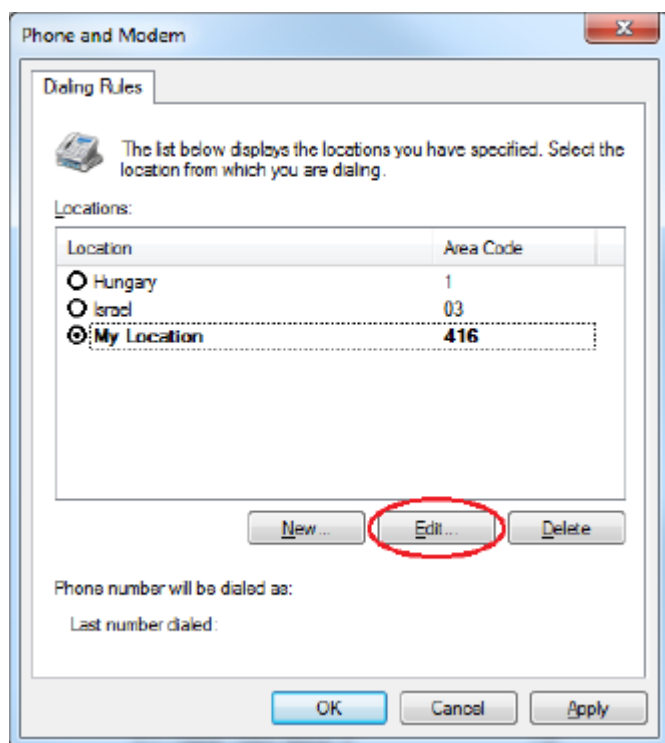 Phone and Modem
Dialing Rules
The list below displays the locations you have specified. Select the
location from which you are dialing.
Locations:
Location Area Code
Hungary 1
Israel 03
My Location 416
New... Edit... Delete
Phone number will be dialed as:
Last number dialed:
OK Cancel Apply